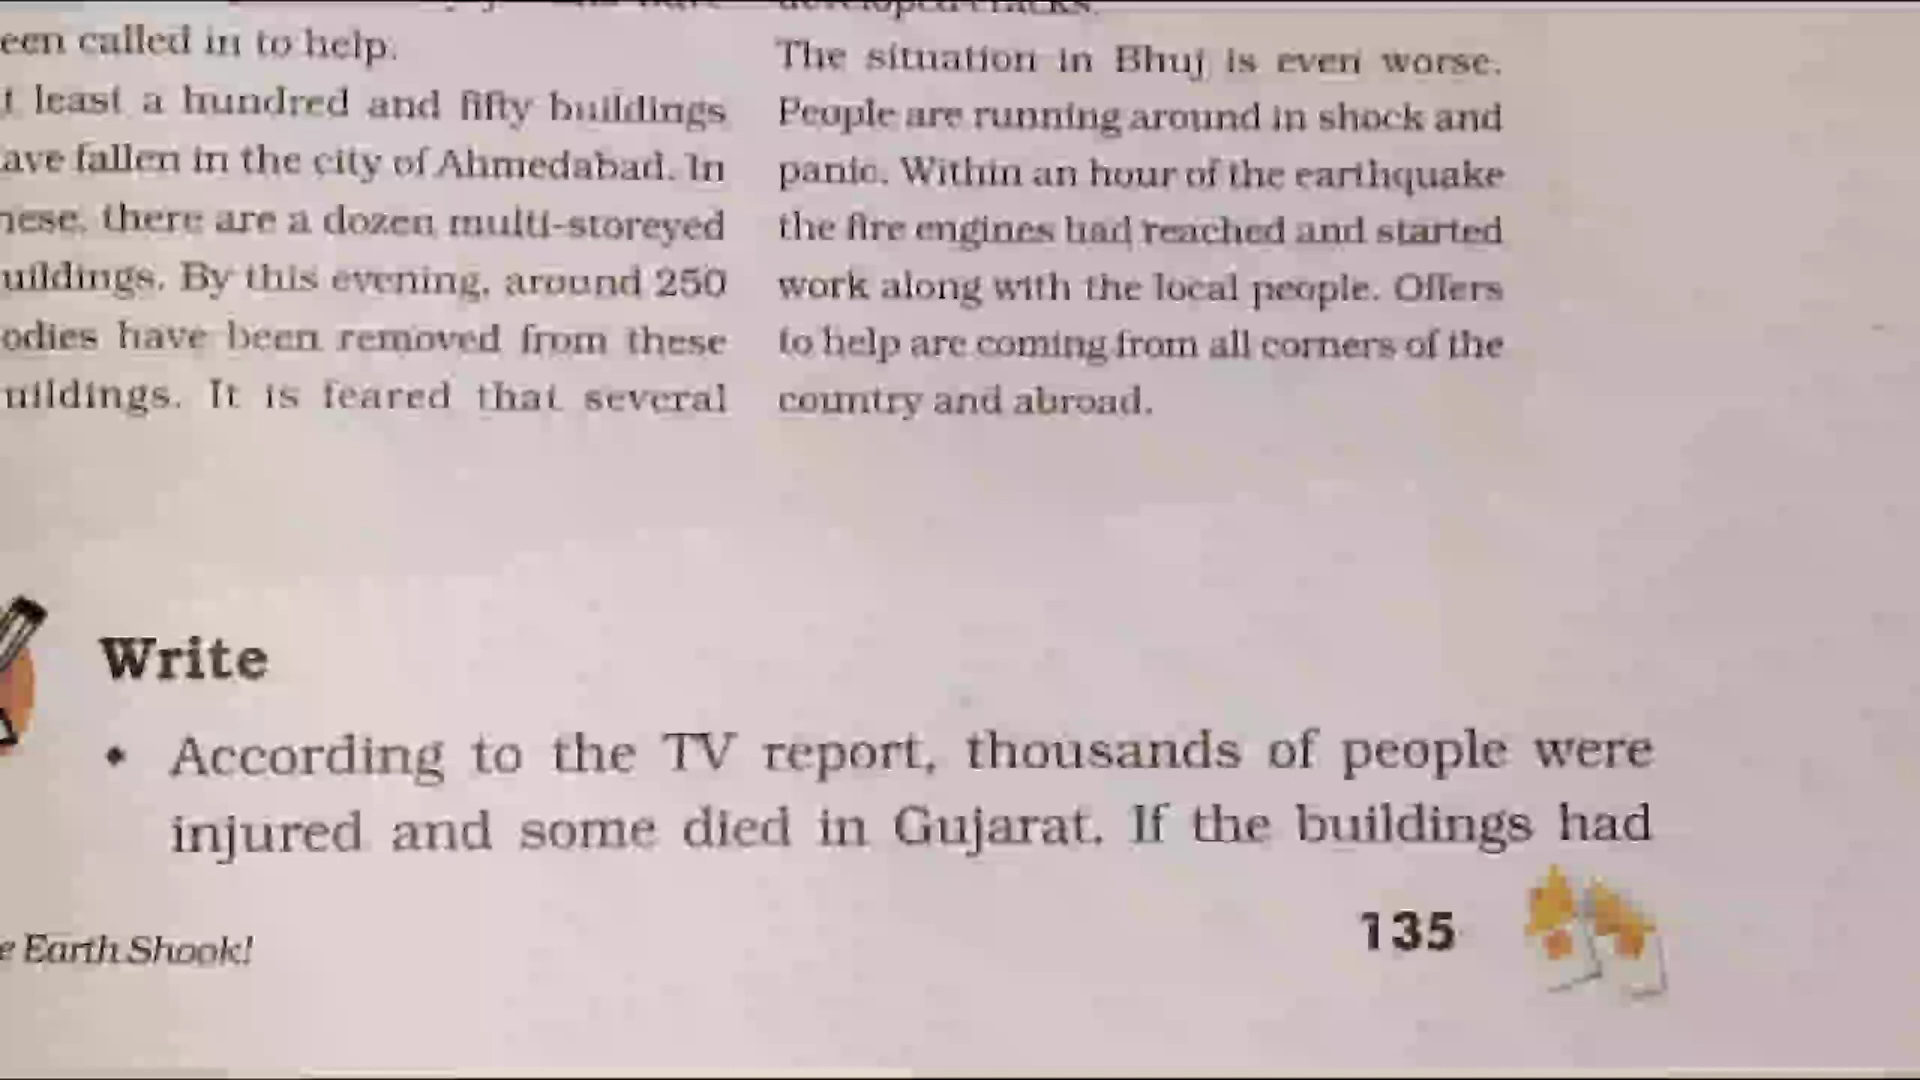 een called in to help.
t least a hundred and fifty buildings
ave fallen in the city of Ahmedabad. In
hese, there are a dozen multi-storeyed
uildings. By this evening, around 250
odies have been removed from these
uildings. It is feared that several
developed cracks.
The situation in Bhuj is even worse.
People are running around in shock and
panic. Within an hour of the earthquake
the fire engines had reached and started
work along with the local people. Offers
to help are coming from all corners of the
country and abroad.
Write
• According to the TV report, thousands of people were
injured and some died in Gujarat. If the buildings had
e Earth Shook!
135